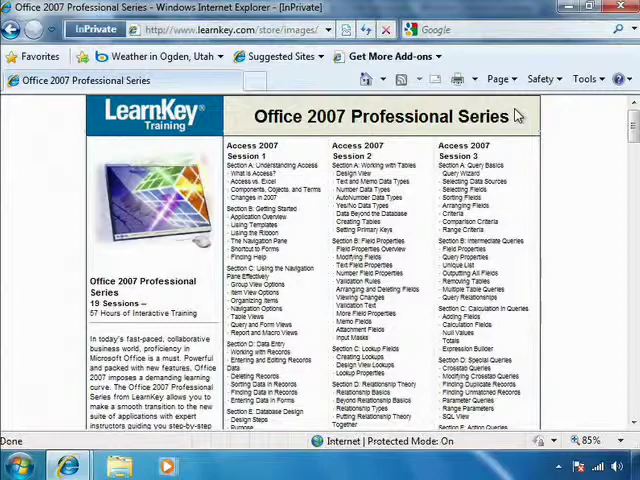 Office 2007 Professional Series - Windows Internet Explorer - [InPrivate]
InPrivate
http://www.learnkey.com/store/images/
Google
Favorites
Weather in Ogden, Utah
Suggested Sites
Get More Add-ons
Office 2007 Professional Series
Page
Safety
Tools
LearnKey®
Training
Office 2007 Professional Series
Office 2007 Professional
Series
19 Sessions –
57 Hours of Interactive Training
In today's fast-paced, collaborative
business world, proficiency in
Microsoft Office is a must. Powerful
and packed with new features, Office
2007 imposes a demanding learning
curve. The Office 2007 Professional
Series from LearnKey allows you to
make a smooth transition to the new
suite of applications with expert
instructors guiding you step-by-step
Access 2007
Session 1
Section A: Understanding Access
· What is Access?
· Access vs. Excel
· Components, Objects, and Terms
· Changes in 2007
Section B: Getting Started
· Application Overview
· Using Templates
· Using the Ribbon
· The Navigation Pane
· Shortcut to Forms
· Finding Help
Section C: Using the Navigation
Pane Effectively
· Group View Options
· Item View Options
· Organizing Items
· Navigation Options
· Table Views
· Query and Form Views
· Report and Macro Views
Section D: Data Entry
· Working with Records
· Entering and Editing Records
Data
· Deleting Records
· Sorting Data in Records
· Finding Data in Records
· Entering Data in Forms
Section E: Database Design
· Design Steps
· Purpose
Access 2007
Session 2
Section A: Working with Tables
· Design View
· Text and Memo Data Types
· Number Data Types
· AutoNumber Data Types
· Yes/No Data Types
· Data Beyond the Database
· Creating Tables
· Setting Primary Keys
Section B: Field Properties
· Field Properties Overview
· Modifying Fields
· Text Field Properties
· Number Field Properties
· Validation Rules
· Arranging and Deleting Fields
· Viewing Changes
· Validation Text
· More Field Properties
· Memo Fields
· Attachment Fields
· Input Masks
Section C: Lookup Fields
· Creating Lookups
· Design View Lookups
· Lookup Properties
Section D: Relationship Theory
· Relationship Basics
· Beyond Relationship Basics
· Relationship Types
· Putting Relationship Theory
Together
Access 2007
Session 3
Section A: Query Basics
· Query Wizard
· Selecting Data Sources
· Selecting Fields
· Sorting Fields
· Arranging Fields
· Criteria
· Comparison Criteria
· Range Criteria
Section B: Intermediate Queries
· Field Properties
· Query Properties
· Unique List
· Outputting All Fields
· Removing Tables
· Multiple Table Queries
· Query Relationships
Section C: Calculation in Queries
· Adding Fields
· Calculation Fields
· Null Values
· Totals
· Expression Builder
Section D: Special Queries
· Crosstab Queries
· Modifying Crosstab Queries
· Finding Duplicate Records
· Finding Unmatched Records
· Parameter Queries
· Range Parameters
· SQL View
Section E: Action Queries
Done
Internet | Protected Mode: On
85%